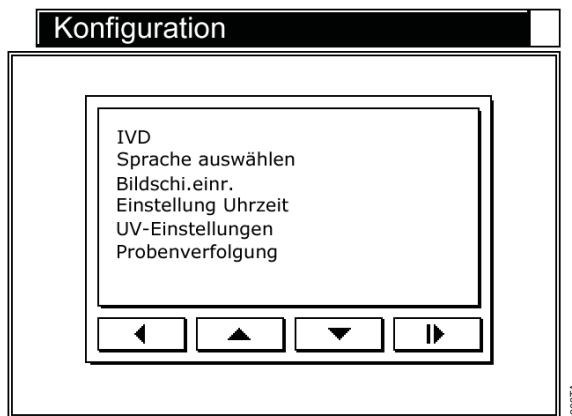 Konfiguration
IVD
Sprache auswählen
Bildschi.einr.
Einstellung Uhrzeit
UV-Einstellungen
Probenverfolgung